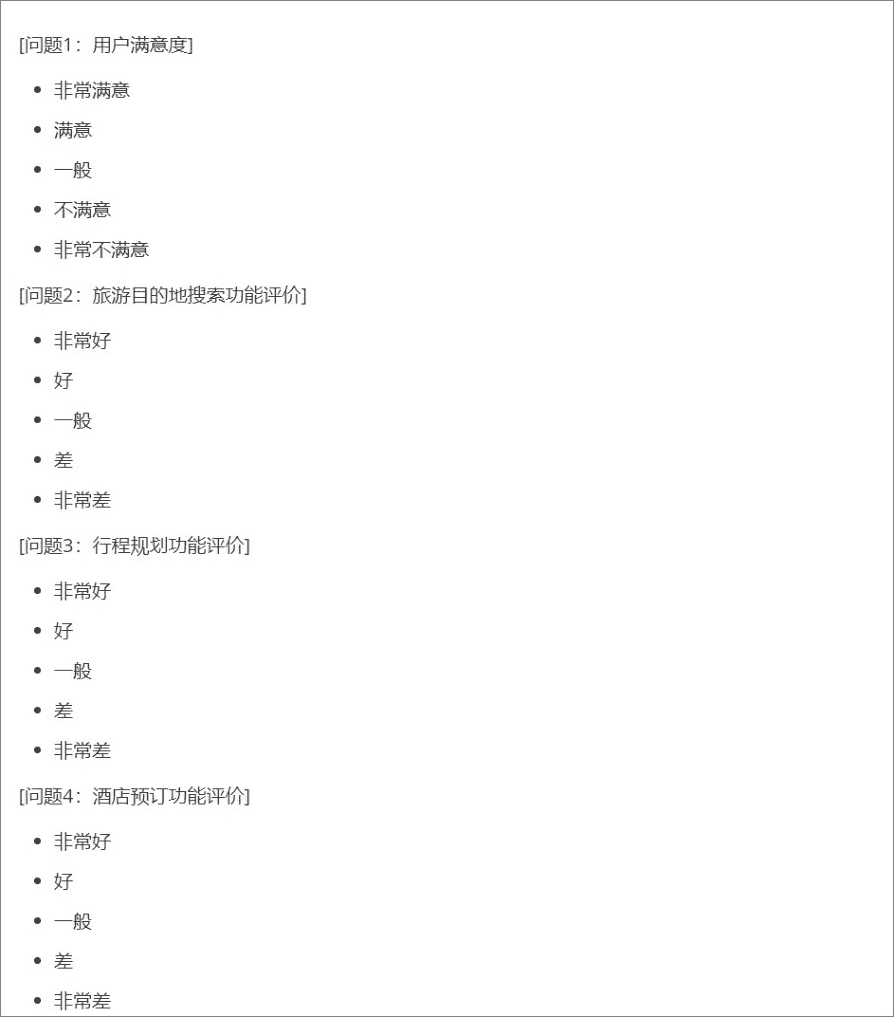 [问题1：用户满意度]
• 非常满意
• 满意
• 一般
• 不满意
• 非常不满意
[问题2：旅游目的地搜索功能评价]
• 非常好
• 好
• 一般
• 差
• 非常差
[问题3：行程规划功能评价]
• 非常好
• 好
• 一般
• 差
• 非常差
[问题4：酒店预订功能评价]
• 非常好
• 好
• 一般
• 差
• 非常差